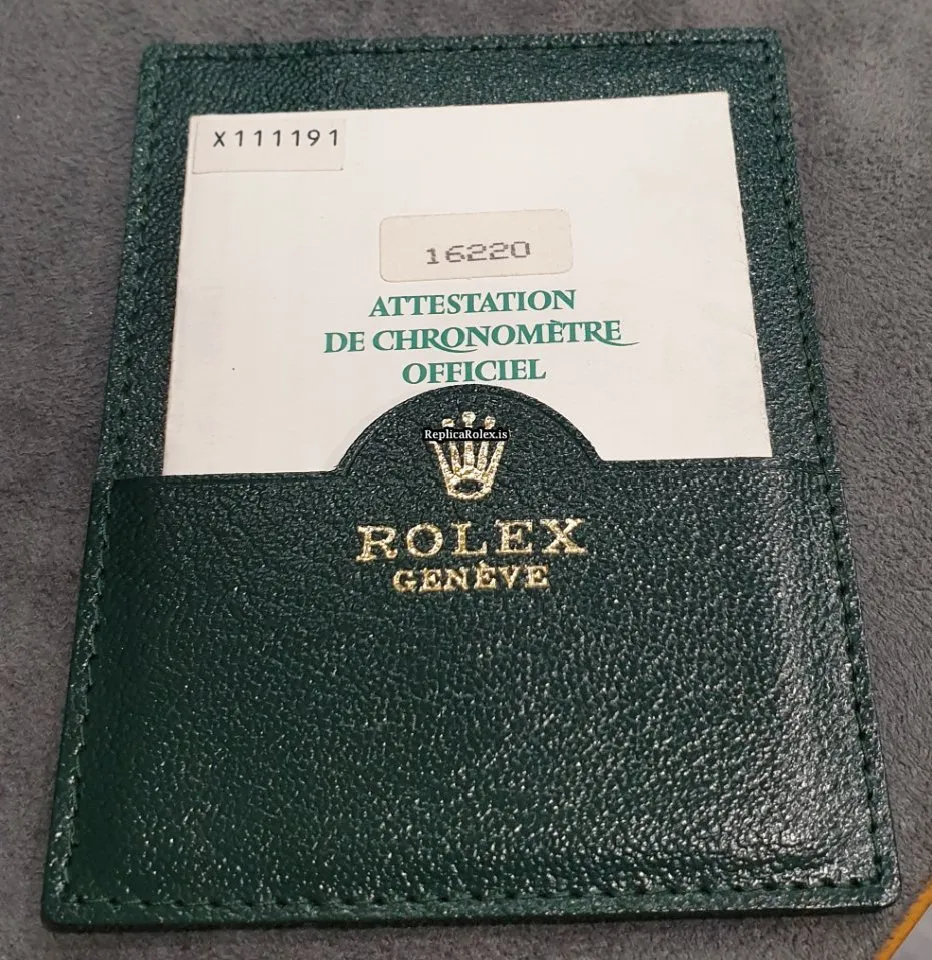 X111191
16220
ATTESTATION
DE CHRONOMÈTRE
OFFICIEL
ReplicaRolex.is
ROLEX
GENÈVE